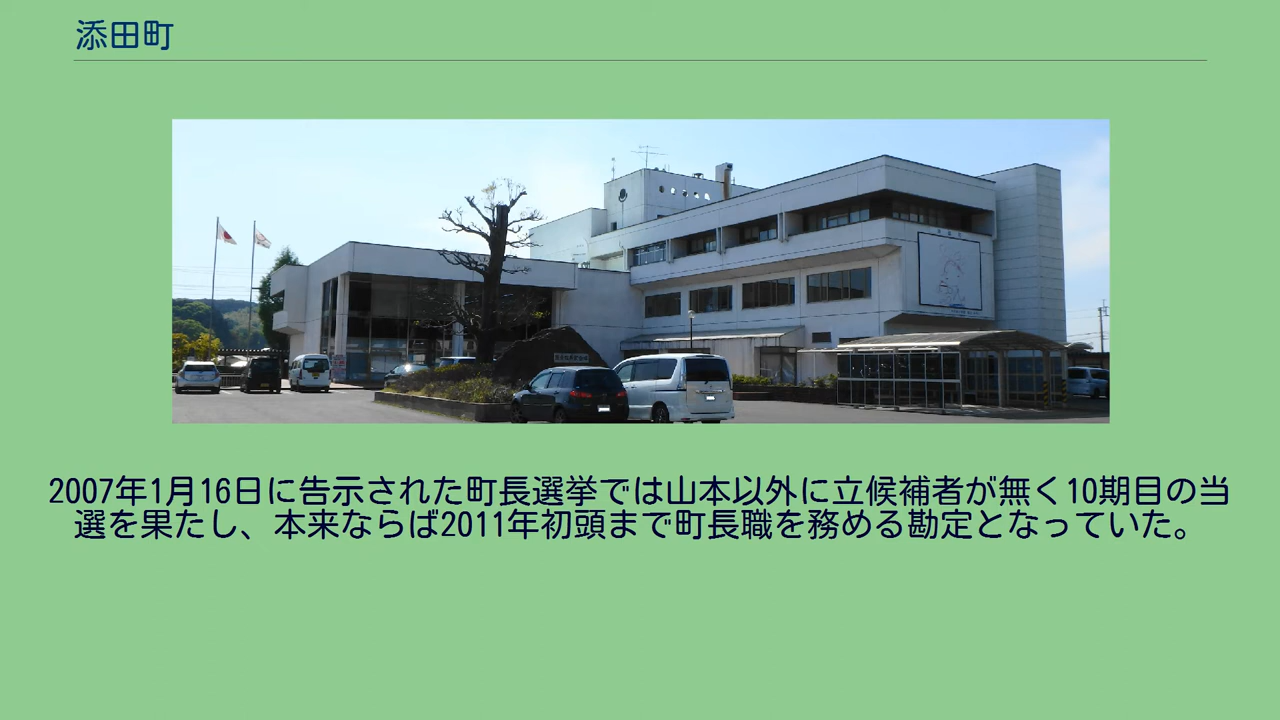 添田町
2007年1月16日に告示された町長選挙では山本以外に立候補者が無く10期目の当
選を果たし、本来ならば2011年初頭まで町長職を務める勘定となっていた。